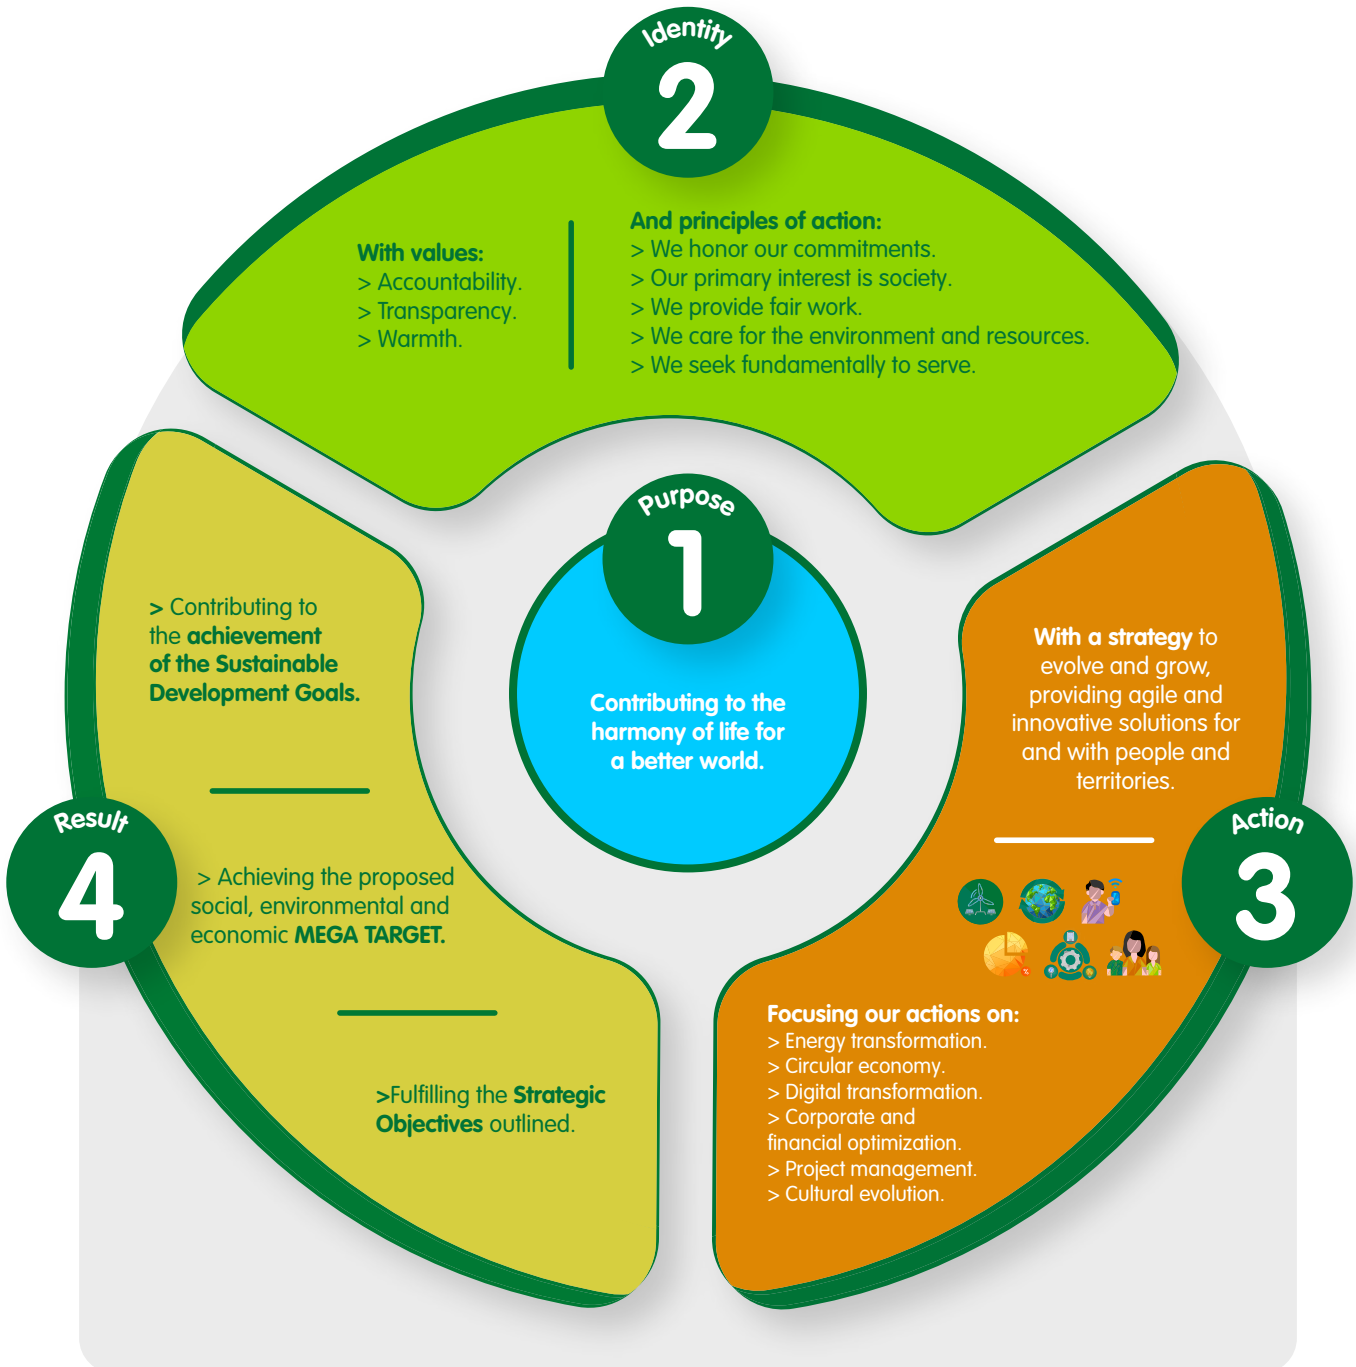 Identity
2
With values:
> Accountability.
> Transparency.
> Warmth.
And principles of action:
> We honor our commitments.
> Our primary interest is society.
> We provide fair work.
> We care for the environment and resources.
> We seek fundamentally to serve.
Purpose
1
Contributing to the
harmony of life for
a better world.
With a strategy to
evolve and grow,
providing agile and
innovative solutions for
and with people and
territories.
Action
3
%
Focusing our actions on:
> Energy transformation.
> Circular economy.
> Digital transformation.
> Corporate and
financial optimization.
> Project management.
> Cultural evolution.
> Contributing to
the achievement
of the Sustainable
Development Goals.
Result
4
> Achieving the proposed
social, environmental and
economic MEGA TARGET.
>Fulfilling the Strategic
Objectives outlined.